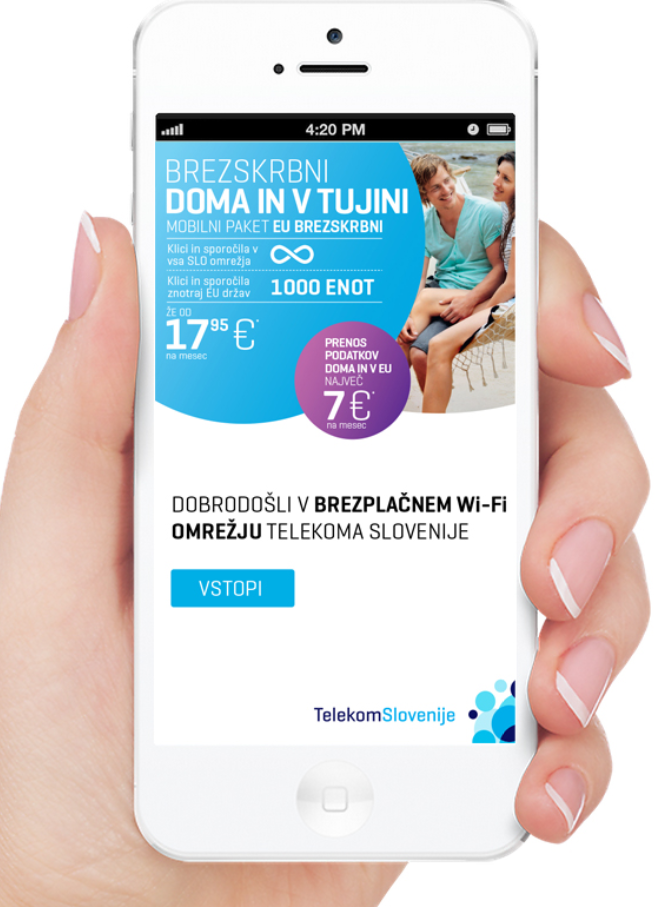 4:20 PM
BREZSKRBNI
DOMA IN V TUJINI
MOBILNI PAKET EU BREZSKRBNI
Klici in sporočila v
vsa SLO omrežja
∞
Klici in sporočila
znotraj EU držav
1000 ENOT
ŽE OD
17⁹⁵ €*
na mesec
PRENOS
PODATKOV
DOMA IN V EU
NAJVEČ
7 €*
na mesec
DOBRODOŠLI V BREZPLAČNEM Wi-Fi
OMREŽJU TELEKOMA SLOVENIJE
VSTOPI
TelekomSlovenije